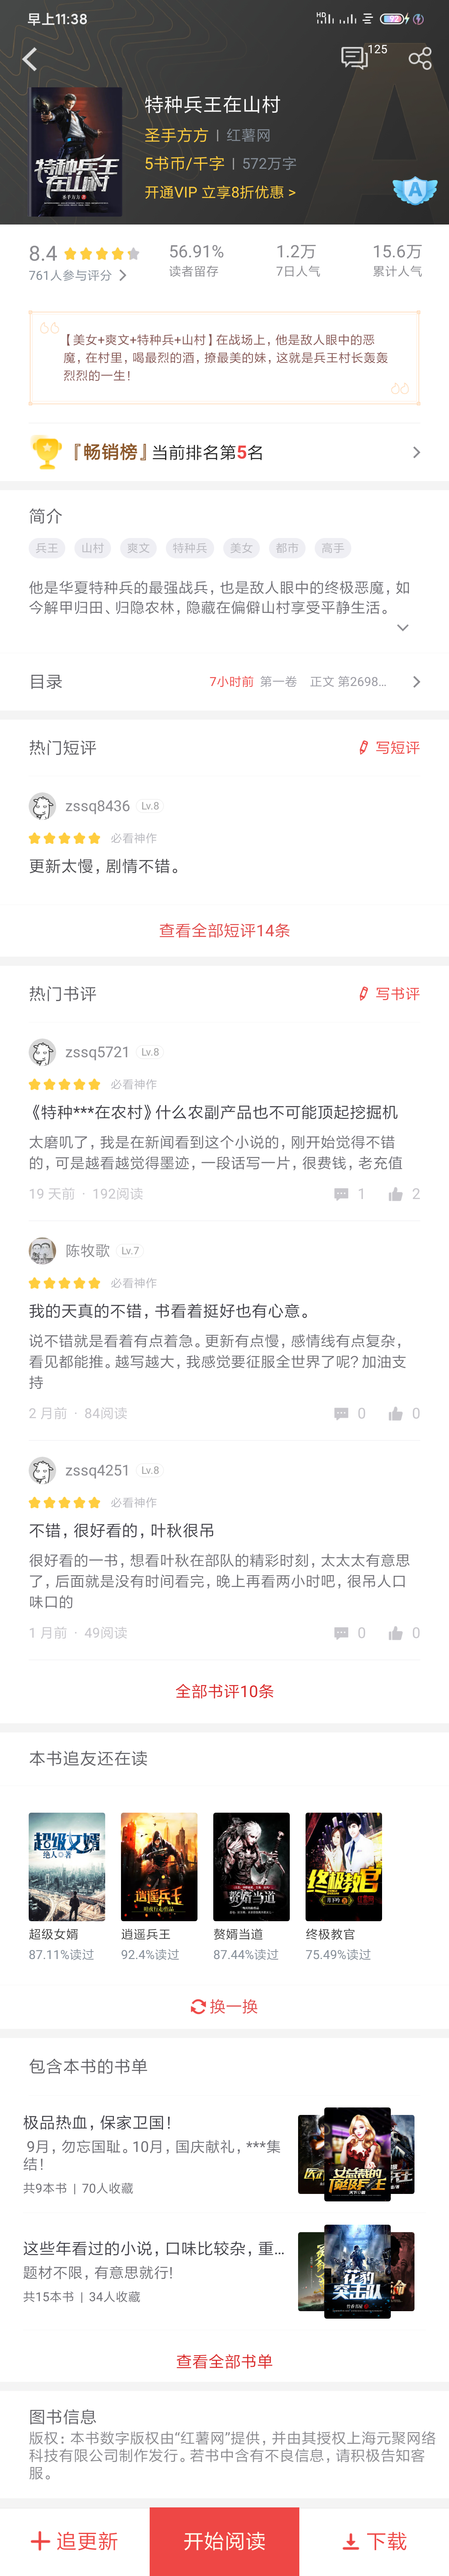 早上11:38
HD
92
125
特种兵王在山村
圣手方方
特种兵王在山村
圣手方方 | 红薯网
5书币/千字 | 572万字
开通VIP 立享8折优惠 >
A
8.4
761人参与评分
56.91%
读者留存
1.2万
7日人气
15.6万
累计人气
【美女+爽文+特种兵+山村】在战场上，他是敌人眼中的恶
魔，在村里，喝最烈的酒，撩最美的妹，这就是兵王村长轰轰
烈烈的一生！
『畅销榜』当前排名第5名
简介
兵王 山村 爽文 特种兵 美女 都市 高手
他是华夏特种兵的最强战兵，也是敌人眼中的终极恶魔，如
今解甲归田、归隐农林，隐藏在偏僻山村享受平静生活。
目录 7小时前 第一卷 正文 第2698...
热门短评 写短评
zssq8436 Lv.8
必看神作
更新太慢，剧情不错。
查看全部短评14条
热门书评 写书评
zssq5721 Lv.8
必看神作
《特种***在农村》什么农副产品也不可能顶起挖掘机
太磨叽了，我是在新闻看到这个小说的，刚开始觉得不错
的，可是越看越觉得墨迹，一段话写一片，很费钱，老充值
19 天前 · 192阅读 1 2
陈牧歌 Lv.7
必看神作
我的天真的不错，书看着挺好也有心意。
说不错就是看着有点着急。更新有点慢，感情线有点复杂，
看见都能推。越写越大，我感觉要征服全世界了呢？加油支
持
2 月前 · 84阅读 0 0
zssq4251 Lv.8
必看神作
不错，很好看的，叶秋很吊
很好看的一书，想看叶秋在部队的精彩时刻，太太太有意思
了，后面就是没有时间看完，晚上再看两小时吧，很吊人口
味口的
1 月前 · 49阅读 0 0
全部书评10条
本书追友还在读
超级女婿
绝人◎著
逍遥兵王
赘婿当道
终极教官
超级女婿 逍遥兵王 赘婿当道 终极教官
87.11%读过 92.4%读过 87.44%读过 75.49%读过
换一换
包含本书的书单
极品热血，保家卫国！
9月，勿忘国耻。10月，国庆献礼，***集
结！
共9本书 | 70人收藏
女总裁的
顶级兵王
这些年看过的小说，口味比较杂，重...
题材不限，有意思就行!
共15本书 | 34人收藏
花豹
突击队
查看全部书单
图书信息
版权：本书数字版权由“红薯网”提供，并由其授权上海元聚网络
科技有限公司制作发行。若书中含有不良信息，请积极告知客
服。
追更新 开始阅读 下载